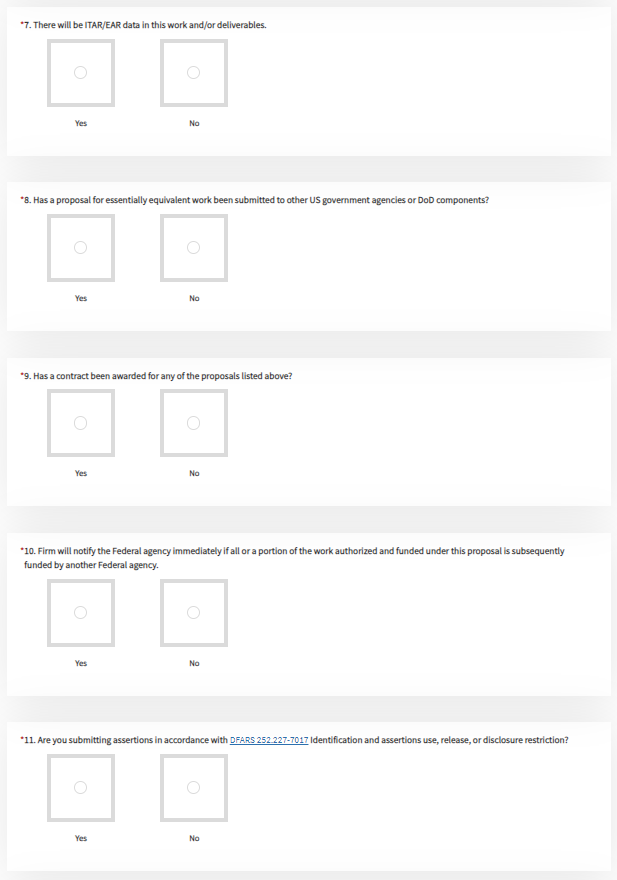 *7. There will be ITAR/EAR data in this work and/or deliverables.
Yes No
*8. Has a proposal for essentially equivalent work been submitted to other US government agencies or DoD components?
Yes No
*9. Has a contract been awarded for any of the proposals listed above?
Yes No
*10. Firm will notify the Federal agency immediately if all or a portion of the work authorized and funded under this proposal is subsequently
funded by another Federal agency.
Yes No
*11. Are you submitting assertions in accordance with DFARS 252.227-7017 Identification and assertions use, release, or disclosure restriction?
Yes No